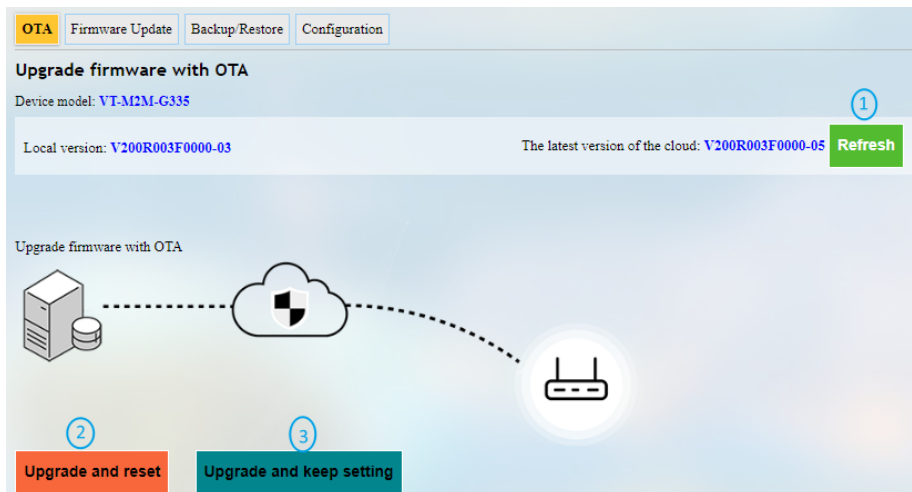 OTA Firmware Update Backup/Restore Configuration
Upgrade firmware with OTA
Device model: VT-M2M-G335
1
Local version: V200R003F0000-03 The latest version of the cloud: V200R003F0000-05 Refresh
Upgrade firmware with OTA
2 3
Upgrade and reset Upgrade and keep setting